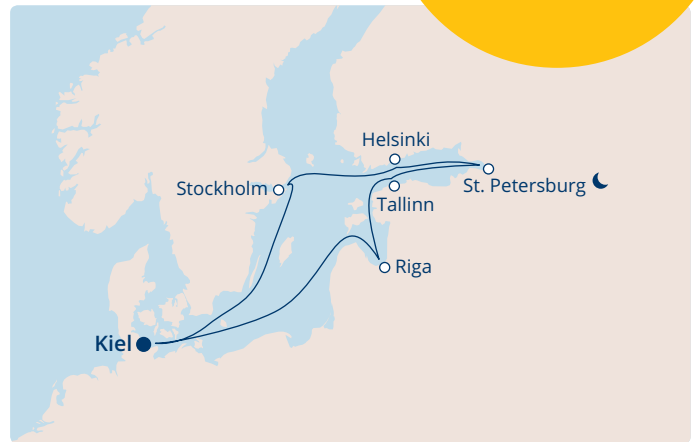 Helsinki
Stockholm
St. Petersburg
Tallinn
Riga
Kiel